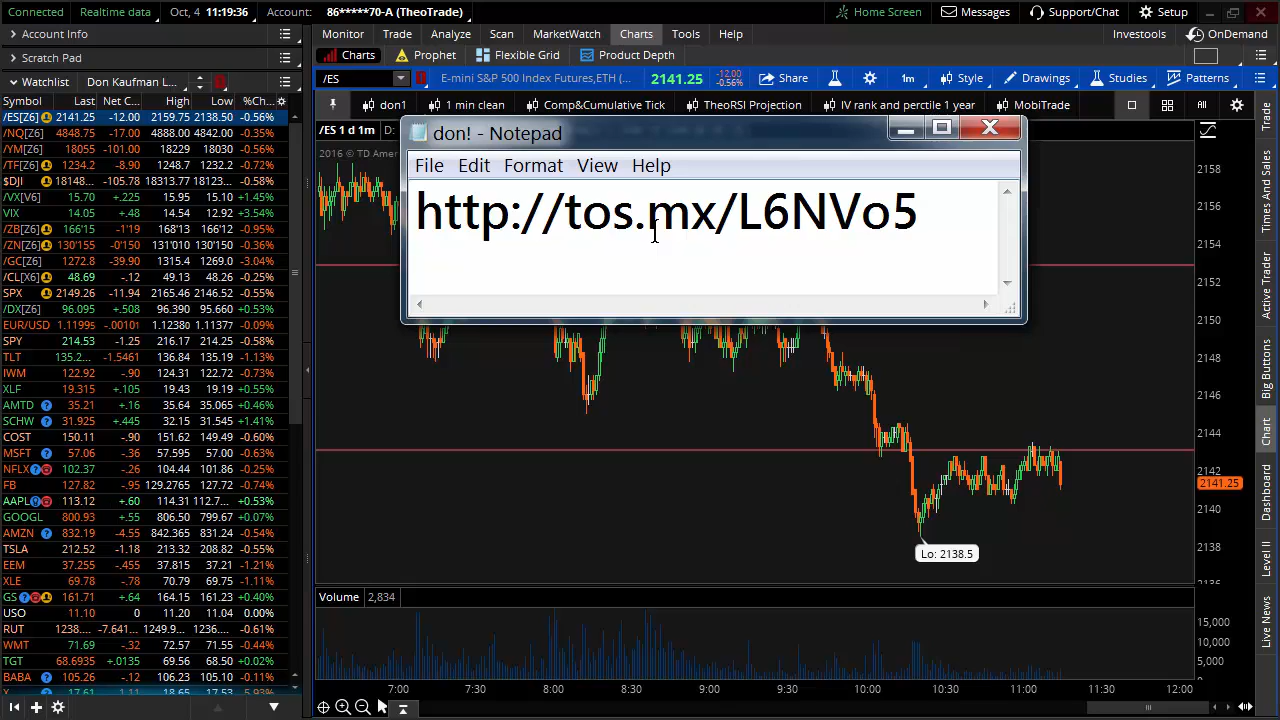 Connected Realtime data Oct, 4 11:19:36 Account: 86*****70-A (TheoTrade) Home Screen Messages Support/Chat Setup
Account Info
Scratch Pad
Watchlist Don Kaufman L...
Monitor Trade Analyze Scan MarketWatch Charts Tools Help Investools OnDemand
Charts Prophet Flexible Grid Product Depth
/ES E-mini S&P 500 Index Futures,ETH (... 2141.25 -12.00 -0.56% Share 1m Style Drawings Studies Patterns
don1 1 min clean Comp&Cumulative Tick TheoRSI Projection IV rank and perctile 1 year MobiTrade
/ES 1 d 1m D:
2016 © TD Amer
don! - Notepad
File Edit Format View Help
http://tos.mx/L6NVo5
Symbol Last Net C... High Low %Ch...
/ES[Z6] 2141.25 -12.00 2159.75 2138.50 -0.56%
/NQ[Z6] 4848.75 -17.00 4888.00 4842.00 -0.35%
/YM[Z6] 18055 -101.00 18229 18030 -0.56%
/TF[Z6] 1234.2 -8.90 1248.7 1232.2 -0.72%
$DJI 18148... -105.78 18313.77 18124... -0.58%
/VX[V6] 15.70 +.225 15.95 15.10 +1.45%
VIX 14.05 +.48 14.54 12.92 +3.54%
/ZB[Z6] 166'15 -1'19 168'13 166'12 -0.95%
/ZN[Z6] 130'155 -0'150 131'01 130'150 -0.36%
/GC[Z6] 1272.8 -39.90 1315.4 1269.0 -3.04%
/CL[X6] 48.69 -.12 49.13 48.26 -0.25%
SPX 2149.26 -11.94 2165.46 2146.52 -0.55%
/DX[Z6] 96.095 +.508 96.390 95.660 +0.53%
EUR/USD 1.11995 -.00101 1.12380 1.11377 -0.09%
SPY 214.53 -1.25 216.17 214.25 -0.58%
TLT 135.2... -1.5461 136.84 135.19 -1.13%
IWM 122.92 -.90 124.31 122.72 -0.73%
XLF 19.315 +.105 19.43 19.19 +0.55%
AMTD 35.21 +.16 35.64 35.065 +0.46%
SCHW 31.925 +.445 32.15 31.545 +1.41%
COST 150.11 -.90 151.62 149.49 -0.60%
MSFT 57.06 -.36 57.595 57.00 -0.63%
NFLX 102.37 -.26 104.44 101.86 -0.25%
FB 127.82 -.95 129.2765 127.72 -0.74%
AAPL 113.12 +.60 114.31 112.7... +0.53%
GOOGL 800.93 +.55 806.50 799.67 +0.07%
AMZN 832.19 -4.55 842.365 831.24 -0.54%
TSLA 212.52 -1.18 213.32 208.82 -0.55%
EEM 37.255 -.455 37.815 37.21 -1.21%
XLE 69.78 -.78 70.79 69.75 -1.11%
GS 161.71 +.64 164.15 161.23 +0.40%
USO 11.10 0 11.20 11.04 0.00%
RUT 1238.... -7.641... 1249.9... 1236.... -0.61%
WMT 71.69 -.32 72.57 71.55 -0.44%
TGT 68.6935 +.0135 69.56 68.50 +0.02%
BABA 105.26 -.12 106.23 105.10 -0.11%
2158
2156
2154
2152
2150
2148
2146
2144
2142
2141.25
2140
2138
Lo: 2138.5
Volume 2,834
15,000
10,000
5,000
7:00 7:30 8:00 8:30 9:00 9:30 10:00 10:30 11:00 11:30 12:00
Trade
Times And Sales
Active Trader
Big Buttons
Chart
Dashboard
Level II
Live News